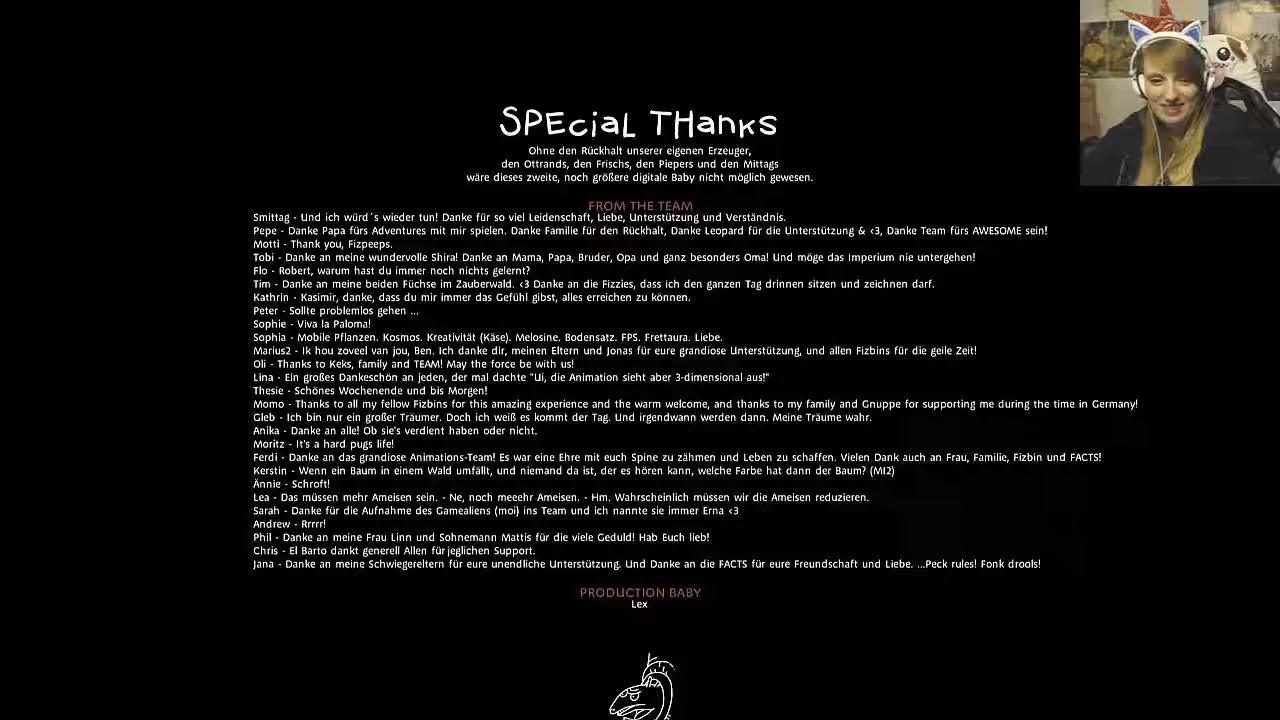 SPEciaL THanks
Ohne den Rückhalt unserer eigenen Erzeuger,
den Ottrands, den Frischs, den Piepers und den Mittags
wäre dieses zweite, noch größere digitale Baby nicht möglich gewesen.
FROM THE TEAM
Smittag - Und ich würd´s wieder tun! Danke für so viel Leidenschaft, Liebe, Unterstützung und Verständnis.
Pepe - Danke Papa fürs Adventures mit mir spielen. Danke Familie für den Rückhalt, Danke Leopard für die Unterstützung & <3, Danke Team fürs AWESOME sein!
Motti - Thank you, Fizpeeps.
Tobi - Danke an meine wundervolle Shira! Danke an Mama, Papa, Bruder, Opa und ganz besonders Oma! Und möge das Imperium nie untergehen!
Flo - Robert, warum hast du immer noch nichts gelernt?
Tim - Danke an meine beiden Füchse im Zauberwald. <3 Danke an die Fizzies, dass ich den ganzen Tag drinnen sitzen und zeichnen darf.
Kathrin - Kasimir, danke, dass du mir immer das Gefühl gibst, alles erreichen zu können.
Peter - Sollte problemlos gehen ...
Sophie - Viva la Paloma!
Sophia - Mobile Pflanzen. Kosmos. Kreativität (Käse). Melosine. Bodensatz. FPS. Frettaura. Liebe.
Marius2 - Ik hou zoveel van jou, Ben. Ich danke dir, meinen Eltern und Jonas für eure grandiose Unterstützung, und allen Fizbins für die geile Zeit!
Oli - Thanks to Keks, family and TEAM! May the force be with us!
Lina - Ein großes Dankeschön an jeden, der mal dachte "Ui, die Animation sieht aber 3-dimensional aus!"
Thesie - Schönes Wochenende und bis Morgen!
Momo - Thanks to all my fellow Fizbins for this amazing experience and the warm welcome, and thanks to my family and Gnuppe for supporting me during the time in Germany!
Gleb - Ich bin nur ein großer Träumer. Doch ich weiß es kommt der Tag. Und irgendwann werden dann. Meine Träume wahr.
Anika - Danke an alle! Ob sie's verdient haben oder nicht.
Moritz - It's a hard pugs life!
Ferdi - Danke an das grandiose Animations-Team! Es war eine Ehre mit euch Spine zu zähmen und Leben zu schaffen. Vielen Dank auch an Frau, Familie, Fizbin und FACTS!
Kerstin - Wenn ein Baum in einem Wald umfällt, und niemand da ist, der es hören kann, welche Farbe hat dann der Baum? (MI2)
Ännie - Schroft!
Lea - Das müssen mehr Ameisen sein. - Ne, noch meeehr Ameisen. - Hm. Wahrscheinlich müssen wir die Ameisen reduzieren.
Sarah - Danke für die Aufnahme des Gamealiens (moi) ins Team und ich nannte sie immer Erna <3
Andrew - Rrrrr!
Phil - Danke an meine Frau Linn und Sohnemann Mattis für die viele Geduld! Hab Euch lieb!
Chris - El Barto dankt generell Allen für jeglichen Support.
Jana - Danke an meine Schwiegereltern für eure unendliche Unterstützung. Und Danke an die FACTS für eure Freundschaft und Liebe. ...Peck rules! Fonk drools!
PRODUCTION BABY
Lex